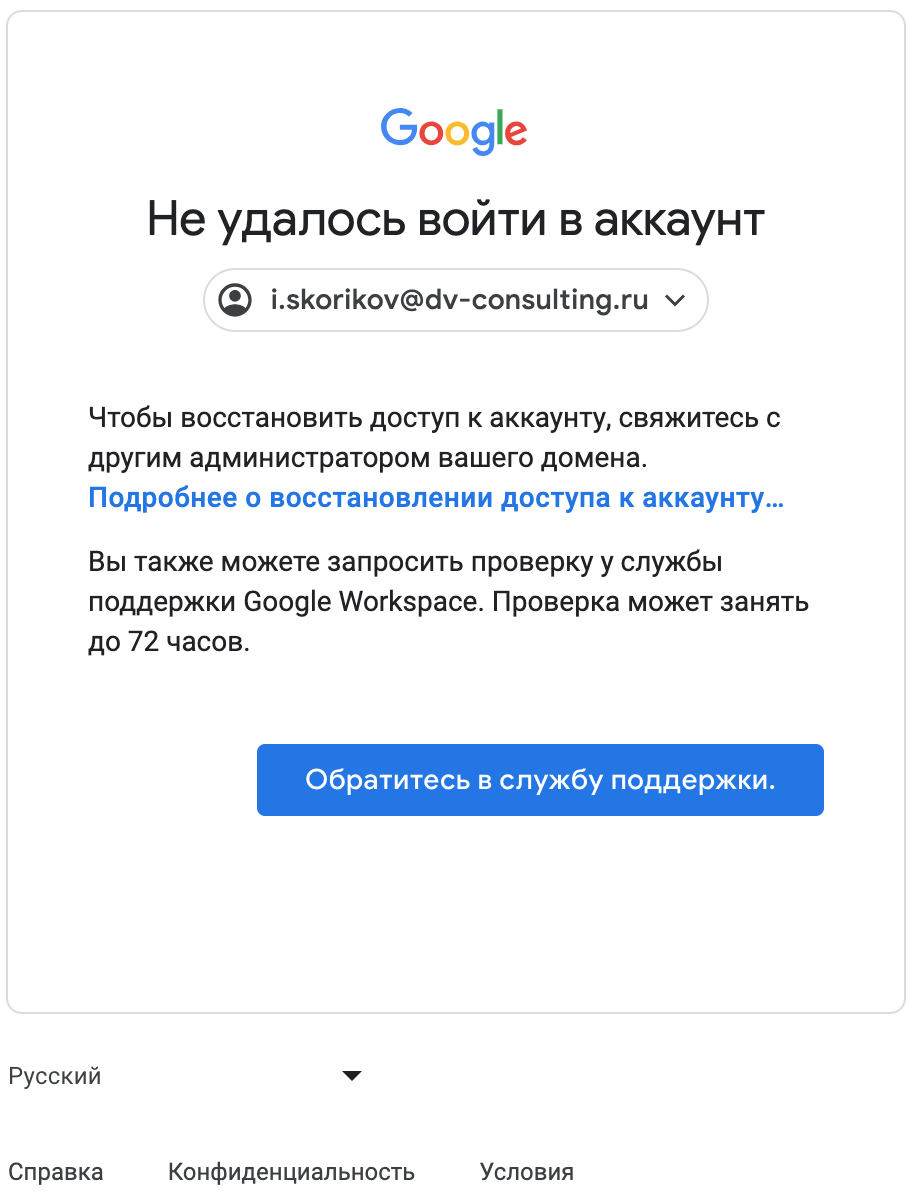 Google
Не удалось войти в аккаунт
i.skorikov@dv-consulting.ru
Чтобы восстановить доступ к аккаунту, свяжитесь с
другим администратором вашего домена.
Подробнее о восстановлении доступа к аккаунту…
Вы также можете запросить проверку у службы
поддержки Google Workspace. Проверка может занять
до 72 часов.
Обратитесь в службу поддержки.
Русский
Справка Конфиденциальность Условия